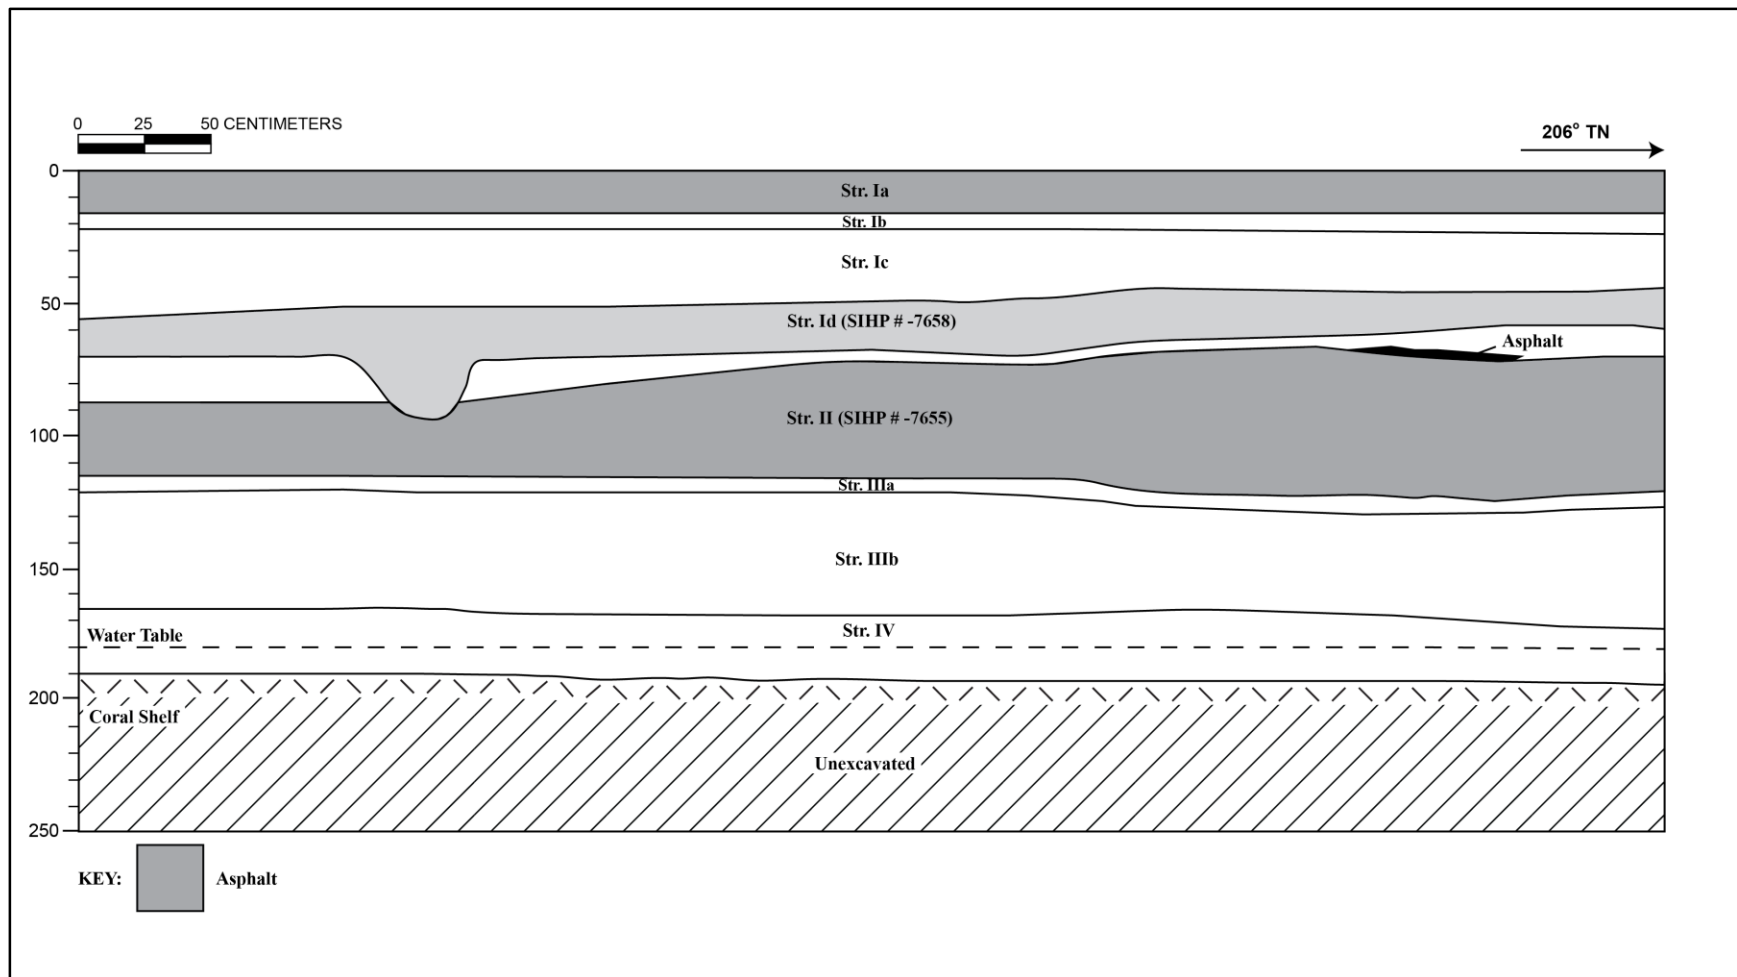 0 25 50 CENTIMETERS
206° TN
0
Str. Ia
Str. Ib
Str. Ic
50
Str. Id (SIHP # -7658)
Asphalt
Str. II (SIHP # -7655)
100
Str. IIIa
Str. IIIb
150
Str. IV
Water Table
200
Coral Shelf
Unexcavated
250
KEY: Asphalt